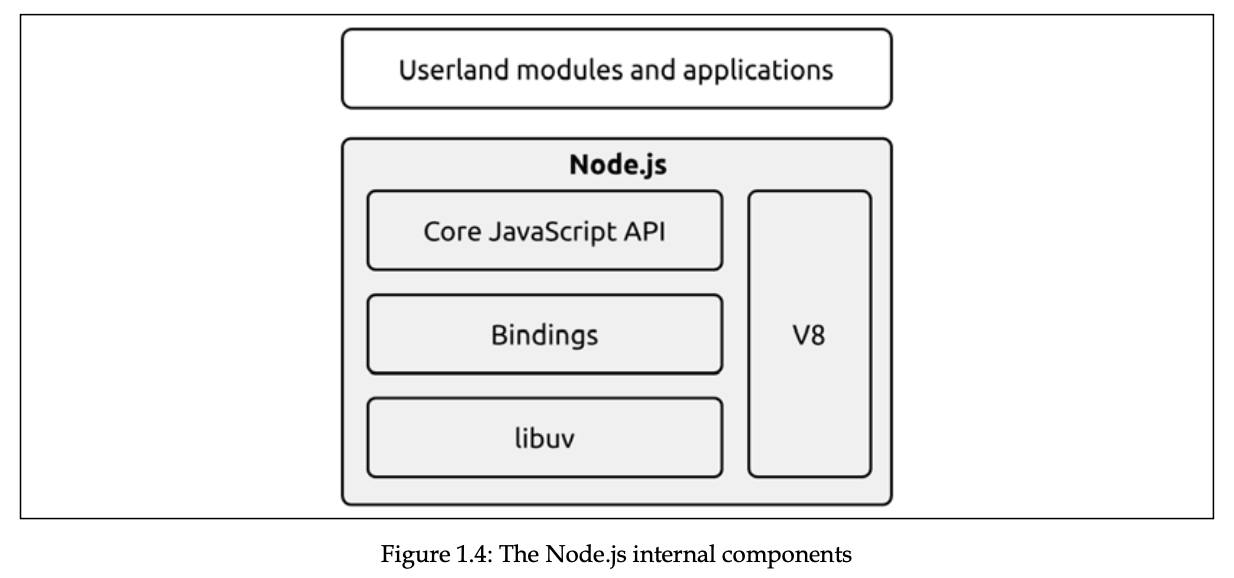 Userland modules and applications
Node.js
Core JavaScript API
Bindings
V8
libuv
Figure 1.4: The Node.js internal components